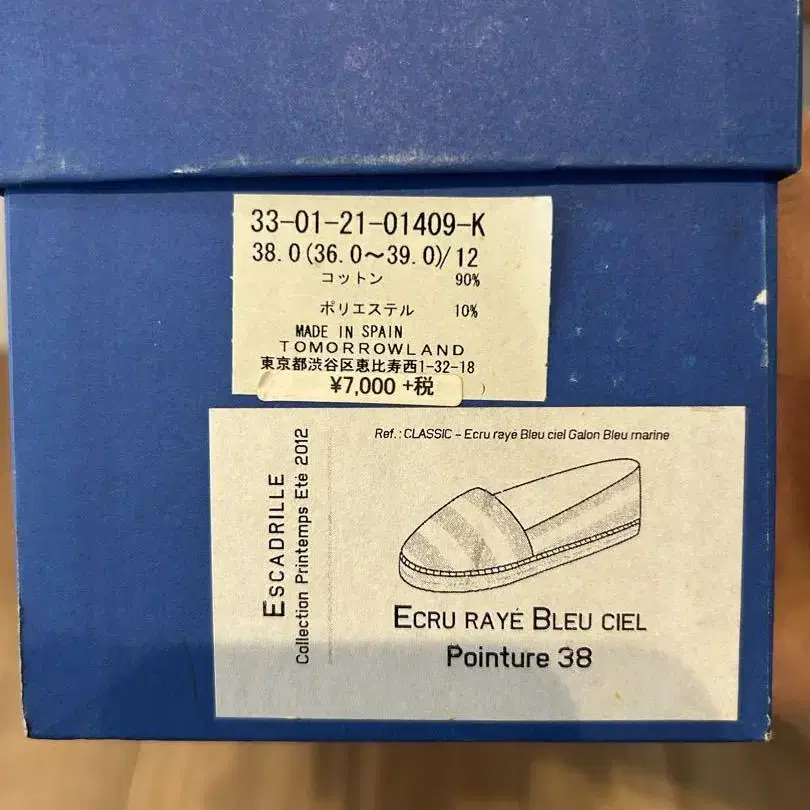 33-01-21-01409-K
38.0(36.0～39.0)/12
コットン 90%
ポリエステル 10%
MADE IN SPAIN
TOMORROWLAND
東京都渋谷区恵比寿西1-32-18
¥7,000 +税 )
ESCADRILLE
Collection Printemps Eté 2012
Ref.: CLASSIC - Ecru rayé Bleu ciel Galon Bleu marine
ECRU RAYÉ BLEU CIEL
Pointure 38